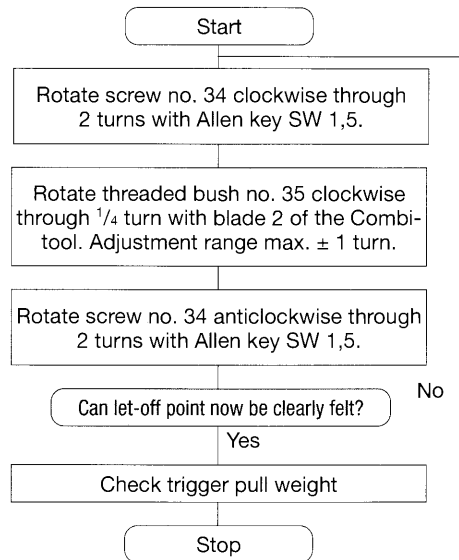 Start
Rotate screw no. 34 clockwise through
2 turns with Allen key SW 1,5.
Rotate threaded bush no. 35 clockwise
through 1/4 turn with blade 2 of the Combi-
tool. Adjustment range max. ± 1 turn.
Rotate screw no. 34 anticlockwise through
2 turns with Allen key SW 1,5.
Can let-off point now be clearly felt?
No
Yes
Check trigger pull weight
Stop